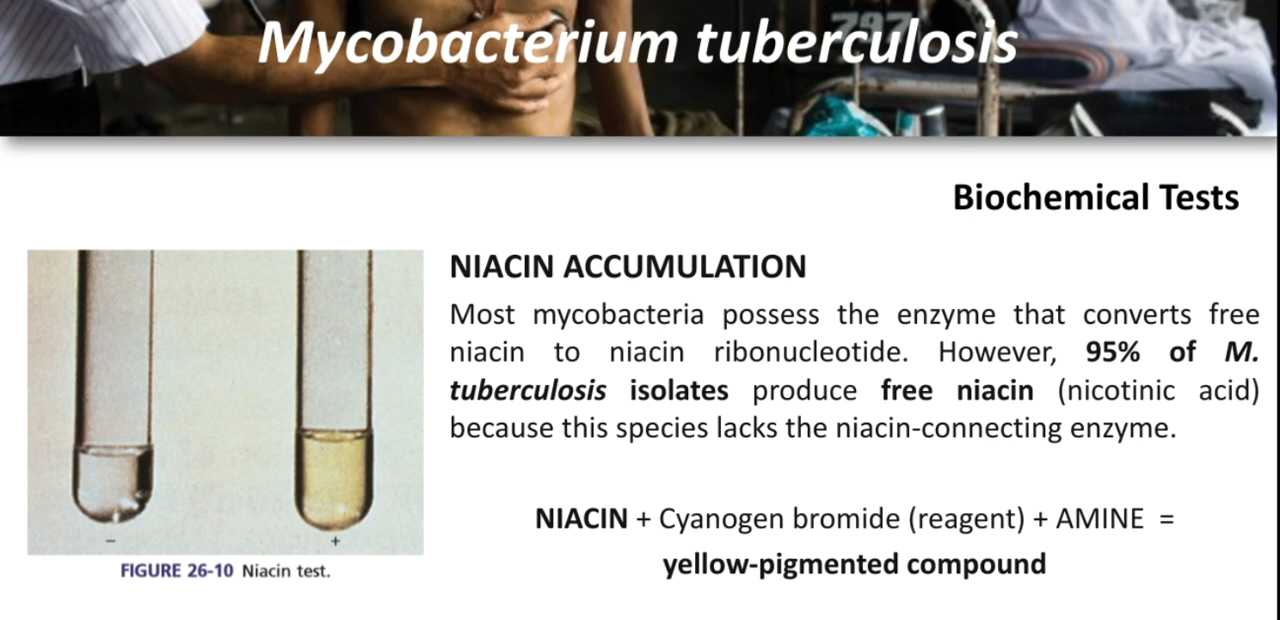 797
Mycobacterium tuberculosis
Biochemical Tests
NIACIN ACCUMULATION
Most mycobacteria possess the enzyme that converts free
niacin to niacin ribonucleotide. However, 95% of M.
tuberculosis isolates produce free niacin (nicotinic acid)
because this species lacks the niacin-connecting enzyme.
NIACIN + Cyanogen bromide (reagent) + AMINE =
yellow-pigmented compound
− +
FIGURE 26-10 Niacin test.